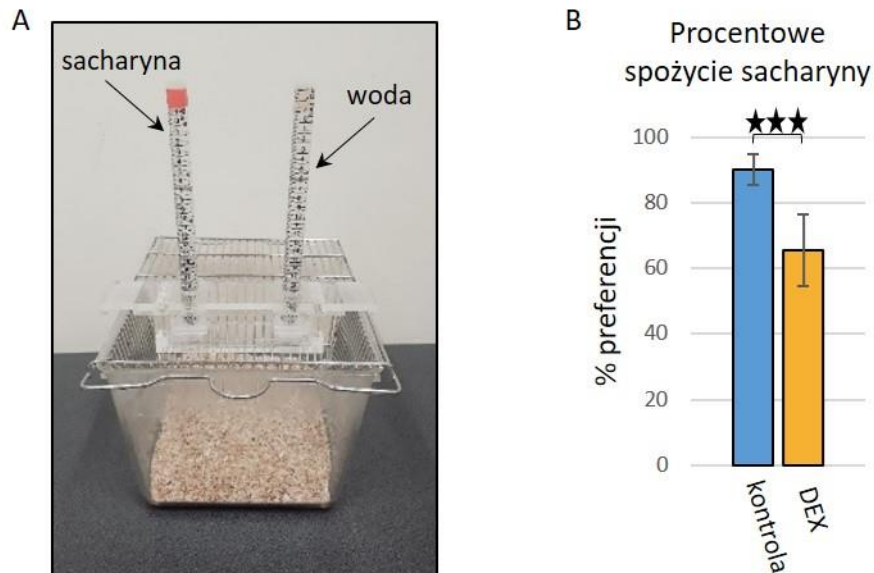 A
sacharyna
woda
B
Procentowe
spożycie sacharyny
★★★
% preferencji
100
80
60
40
20
0
kontrola
DEX